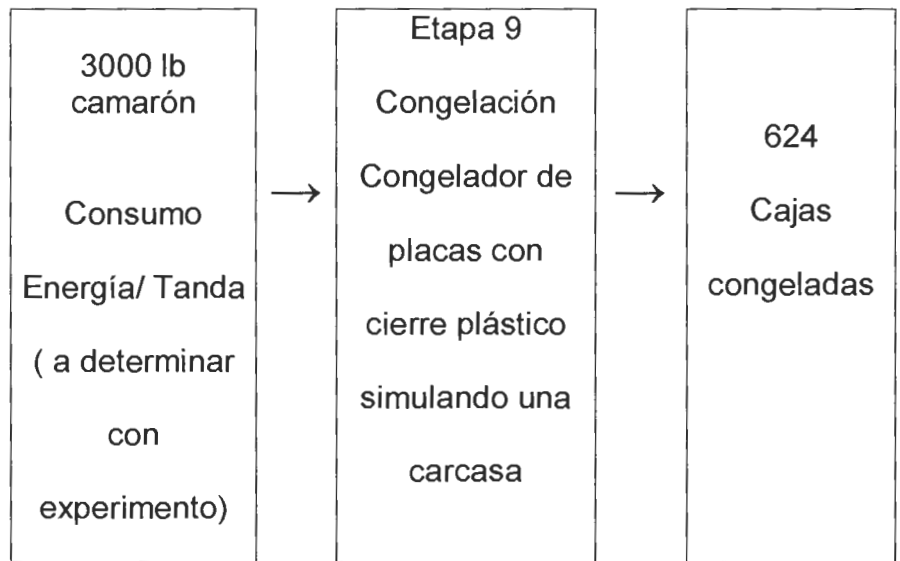 3000 lb
camarón
Consumo
Energía/ Tanda
( a determinar
con
experimento)
→
Etapa 9
Congelación
Congelador de
placas con
cierre plástico
simulando una
carcasa
→
624
Cajas
congeladas